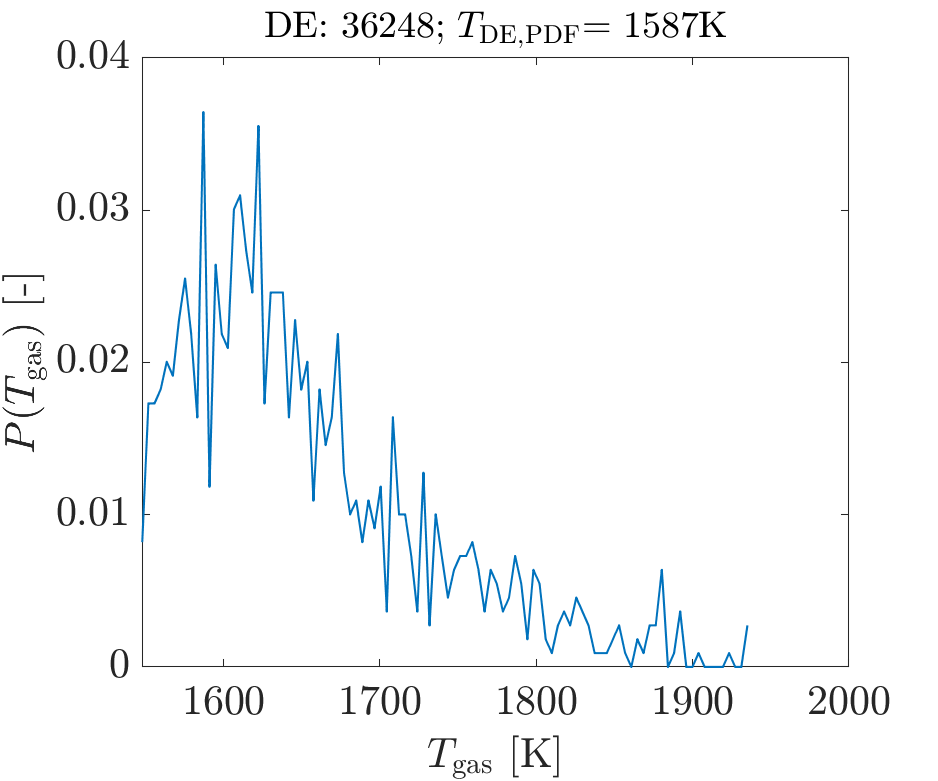 DE: 36248; T_DE,PDF= 1587K
0.04
0.03
0.02
0.01
0
P(T_gas) [-]
1600 1700 1800 1900 2000
T_gas [K]